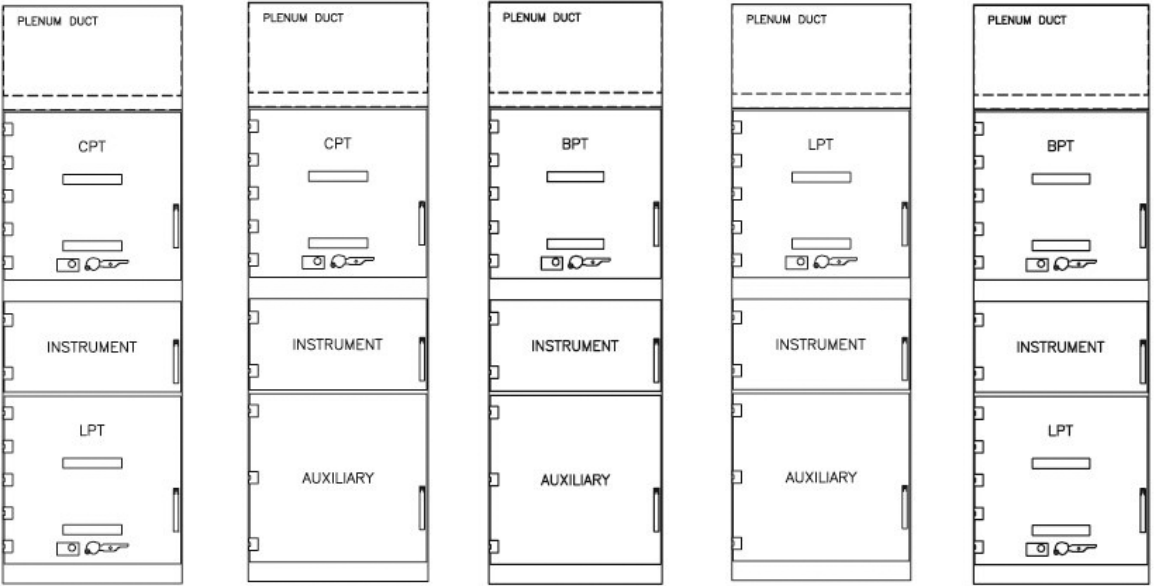 PLENUM DUCT
CPT
INSTRUMENT
LPT
PLENUM DUCT
CPT
INSTRUMENT
AUXILIARY
PLENUM DUCT
BPT
INSTRUMENT
AUXILIARY
PLENUM DUCT
LPT
INSTRUMENT
AUXILIARY
PLENUM DUCT
BPT
INSTRUMENT
LPT